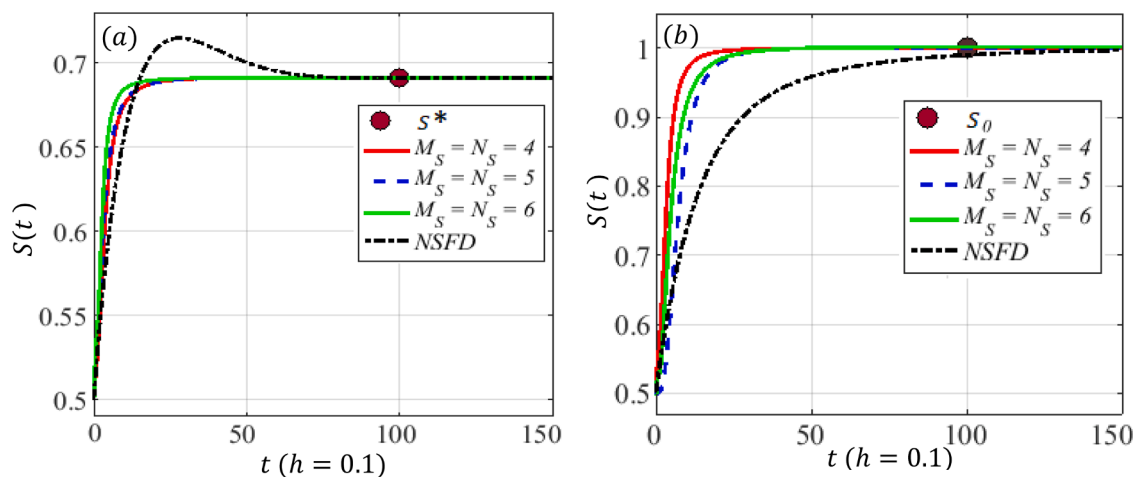 (a)
S(t)
0.7
0.65
0.6
0.55
0.5
0
50
100
150
t (h = 0.1)
S*
M_S = N_S = 4
M_S = N_S = 5
M_S = N_S = 6
NSFD
(b)
S(t)
1
0.9
0.8
0.7
0.6
0.5
0
50
100
150
t (h = 0.1)
S_0
M_S = N_S = 4
M_S = N_S = 5
M_S = N_S = 6
NSFD